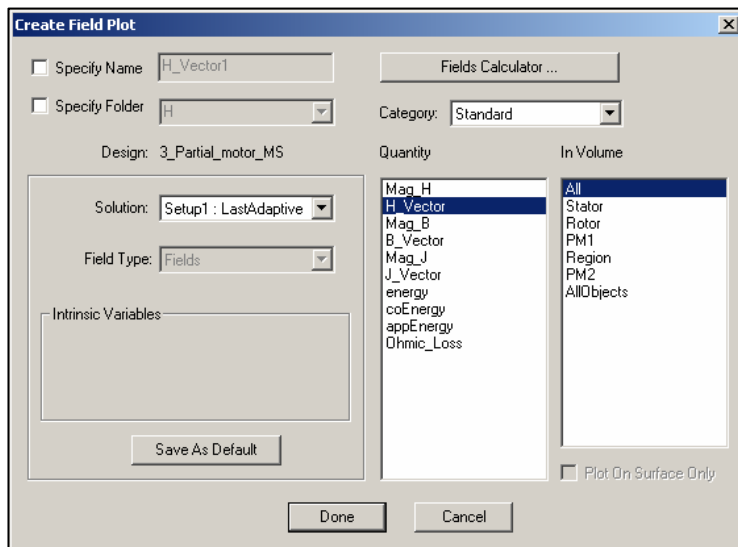 Create Field Plot
Specify Name H_Vector1
Specify Folder H
Design: 3_Partial_motor_MS
Solution: Setup1 : LastAdaptive
Field Type: Fields
Intrinsic Variables
Save As Default
Fields Calculator ...
Category: Standard
Quantity
Mag_H
H_Vector
Mag_B
B_Vector
Mag_J
J_Vector
energy
coEnergy
appEnergy
Ohmic_Loss
In Volume
All
Stator
Rotor
PM1
Region
PM2
AllObjects
Plot On Surface Only
Done
Cancel